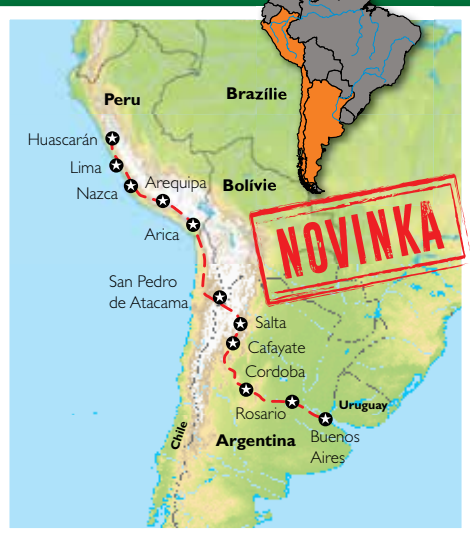 Peru
Brazílie
Huascarán
Lima
Nazca
Arequipa
Bolívie
Arica
NOVINKA
San Pedro
de Atacama
Salta
Cafayate
Cordoba
Rosario
Uruguay
Chile
Argentina
Buenos
Aires